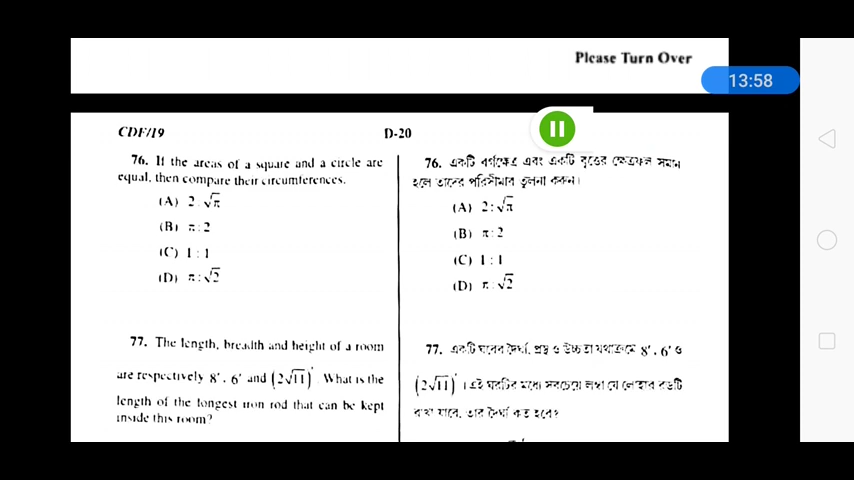 Please Turn Over
13:58
CDF/19
D-20
76. If the areas of a square and a circle are
equal, then compare their circumferences.
(A) 2:√π
(B) π:2
(C) 1:1
(D) π:√2
77. The length, breadth and height of a room
are respectively 8′, 6′ and (2√11)′. What is the
length of the longest iron rod that can be kept
inside this room?
76. একটি বর্গক্ষেত্র এবং একটি বৃত্তের ক্ষেত্রফল সমান
হলে তাদের পরিসীমার তুলনা করুন।
(A) 2:√π
(B) π:2
(C) 1:1
(D) π:√2
77. একটি ঘরের দৈর্ঘ্য, প্রস্থ ও উচ্চতা যথাক্রমে 8′, 6′ ও
(2√11)′। এই ঘরটির মধ্যে সবচেয়ে লম্বা যে লোহার রডটি
রাখা যাবে, তার দৈর্ঘ্য কত হবে?